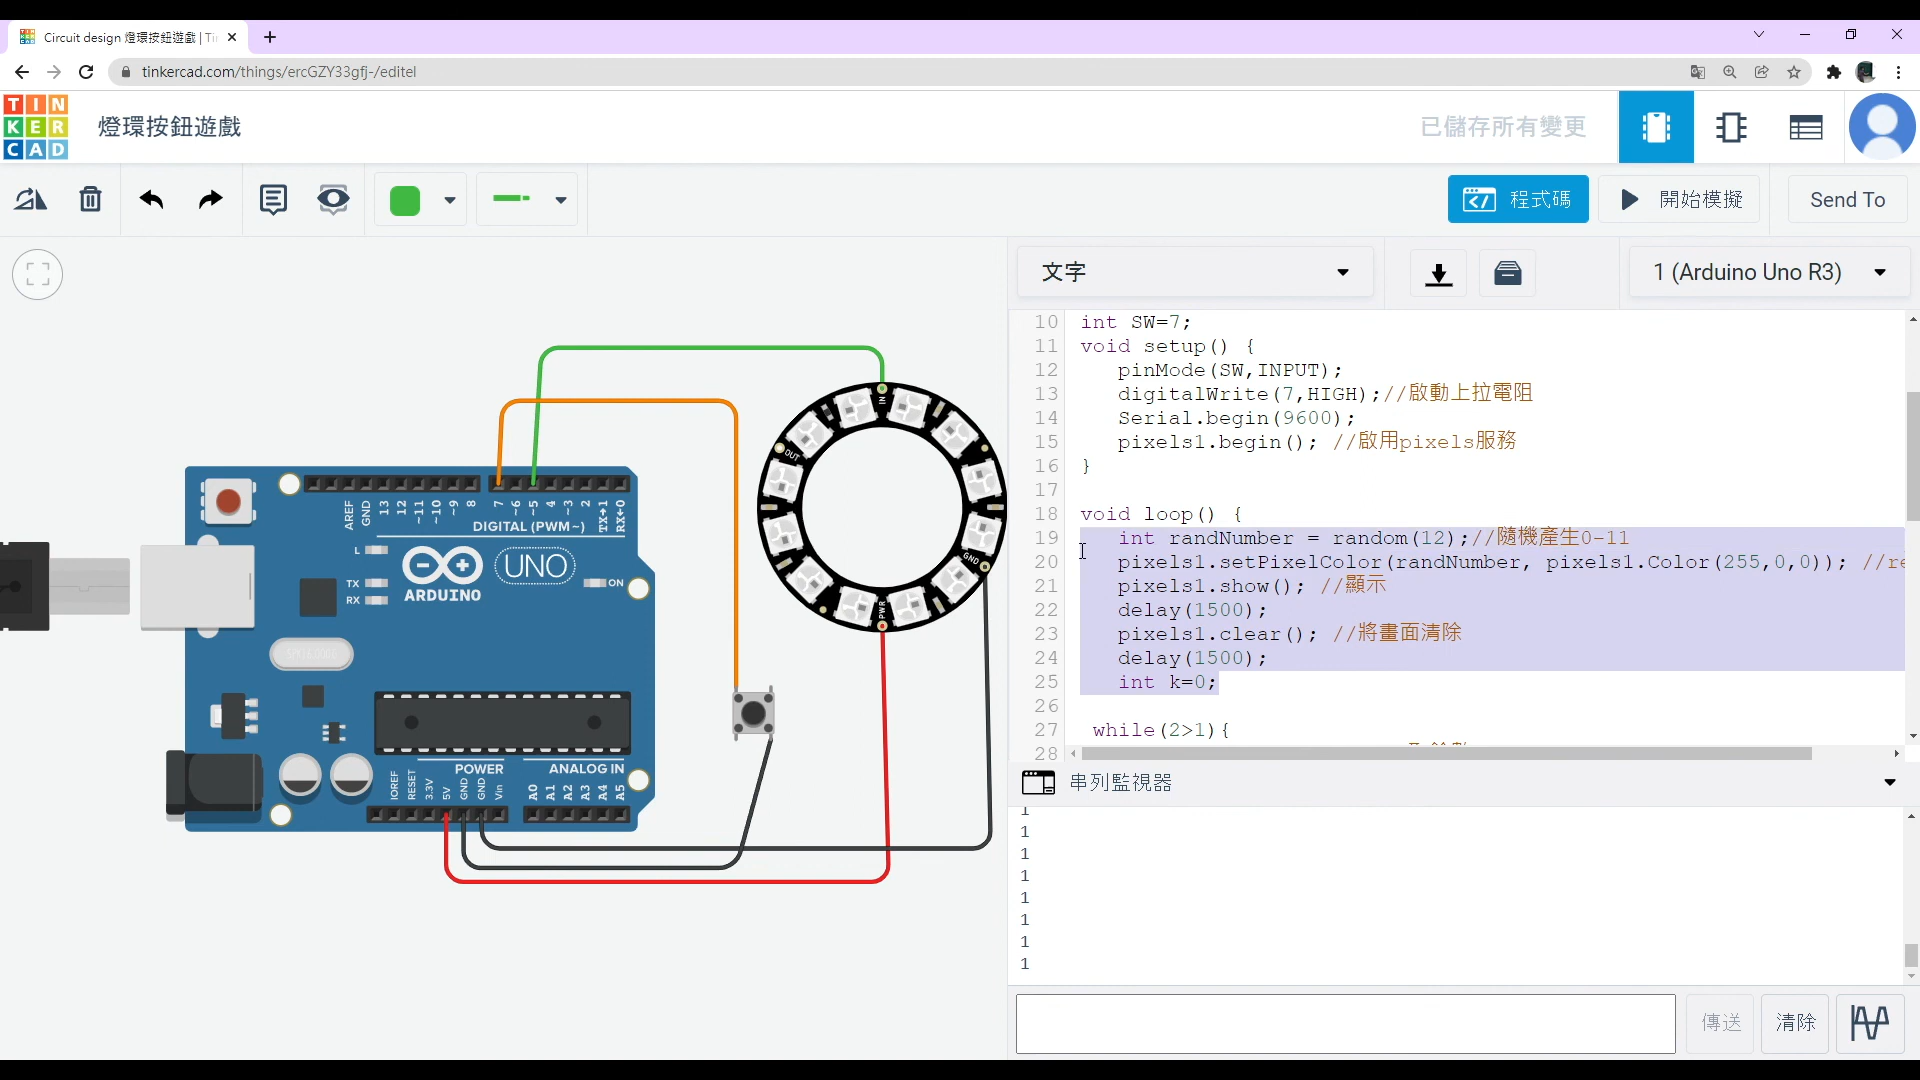 Circuit design 燈環按鈕遊戲 | Ti
tinkercad.com/things/ercGZY33gfj-/editel
TIN
KER
CAD
燈環按鈕遊戲
已儲存所有變更
程式碼
開始模擬
Send To
文字
1 (Arduino Uno R3)
10 int SW=7;
11 void setup() {
12 pinMode(SW,INPUT);
13 digitalWrite(7,HIGH);//啟動上拉電阻
14 Serial.begin(9600);
15 pixels1.begin(); //啟用pixels服務
16 }
17
18 void loop() {
19 int randNumber = random(12);//隨機產生0-11
20 pixels1.setPixelColor(randNumber, pixels1.Color(255,0,0)); //re
21 pixels1.show(); //顯示
22 delay(1500);
23 pixels1.clear(); //將畫面清除
24 delay(1500);
25 int k=0;
26
27 while(2>1){
28
串列監視器
1
1
1
1
1
1
1
1
傳送
清除
AREF
GND
13
12
~11
~10
~9
8
7
~6
~5
4
~3
2
TX→1
RX←0
DIGITAL (PWM~)
L
TX
RX
UNO
ARDUINO
ON
POWER
ANALOG IN
IOREF
RESET
3.3V
5V
GND
GND
Vin
A0
A1
A2
A3
A4
A5
IN
OUT
GND
PWR